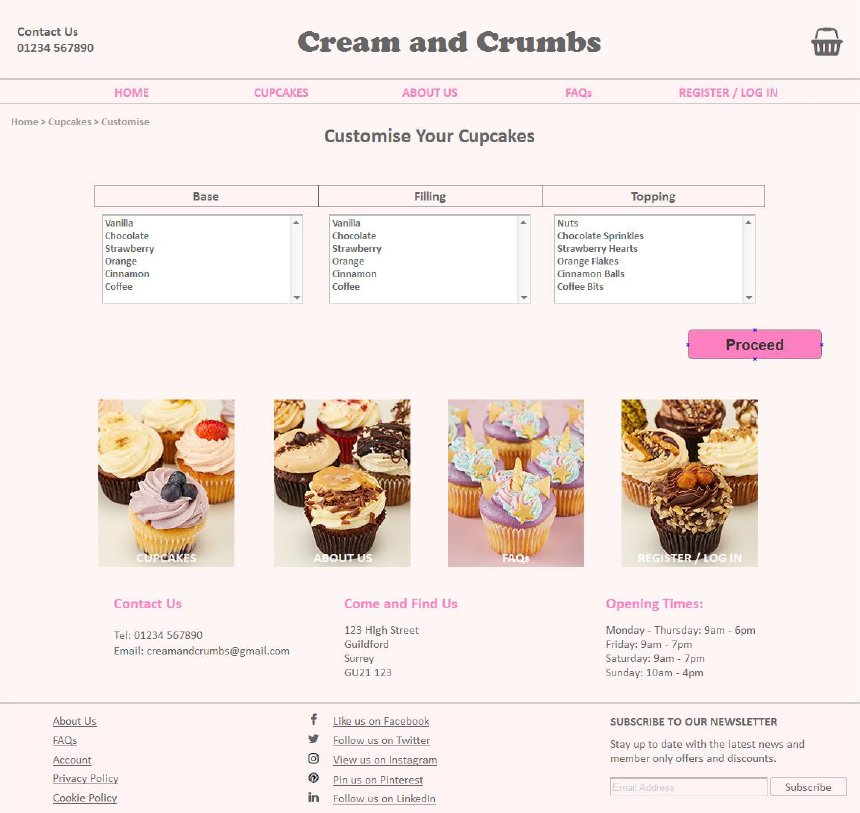 Contact Us
01234 567890
Cream and Crumbs
HOME CUPCAKES ABOUT US FAQs REGISTER / LOG IN
Home > Cupcakes > Customise
Customise Your Cupcakes
Base Filling Topping
Vanilla
Chocolate
Strawberry
Orange
Cinnamon
Coffee
Vanilla
Chocolate
Strawberry
Orange
Cinnamon
Coffee
Nuts
Chocolate Sprinkles
Strawberry Hearts
Orange Flakes
Cinnamon Balls
Coffee Bits
Proceed
CUPCAKES ABOUT US FAQs REGISTER / LOG IN
Contact Us
Tel: 01234 567890
Email: creamandcrumbs@gmail.com
Come and Find Us
123 High Street
Guildford
Surrey
GU21 123
Opening Times:
Monday - Thursday: 9am - 6pm
Friday: 9am - 7pm
Saturday: 9am - 7pm
Sunday: 10am - 4pm
About Us
FAQs
Account
Privacy Policy
Cookie Policy
Like us on Facebook
Follow us on Twitter
View us on Instagram
Pin us on Pinterest
Follow us on Linkedin
SUBSCRIBE TO OUR NEWSLETTER
Stay up to date with the latest news and
member only offers and discounts.
Email Address Subscribe